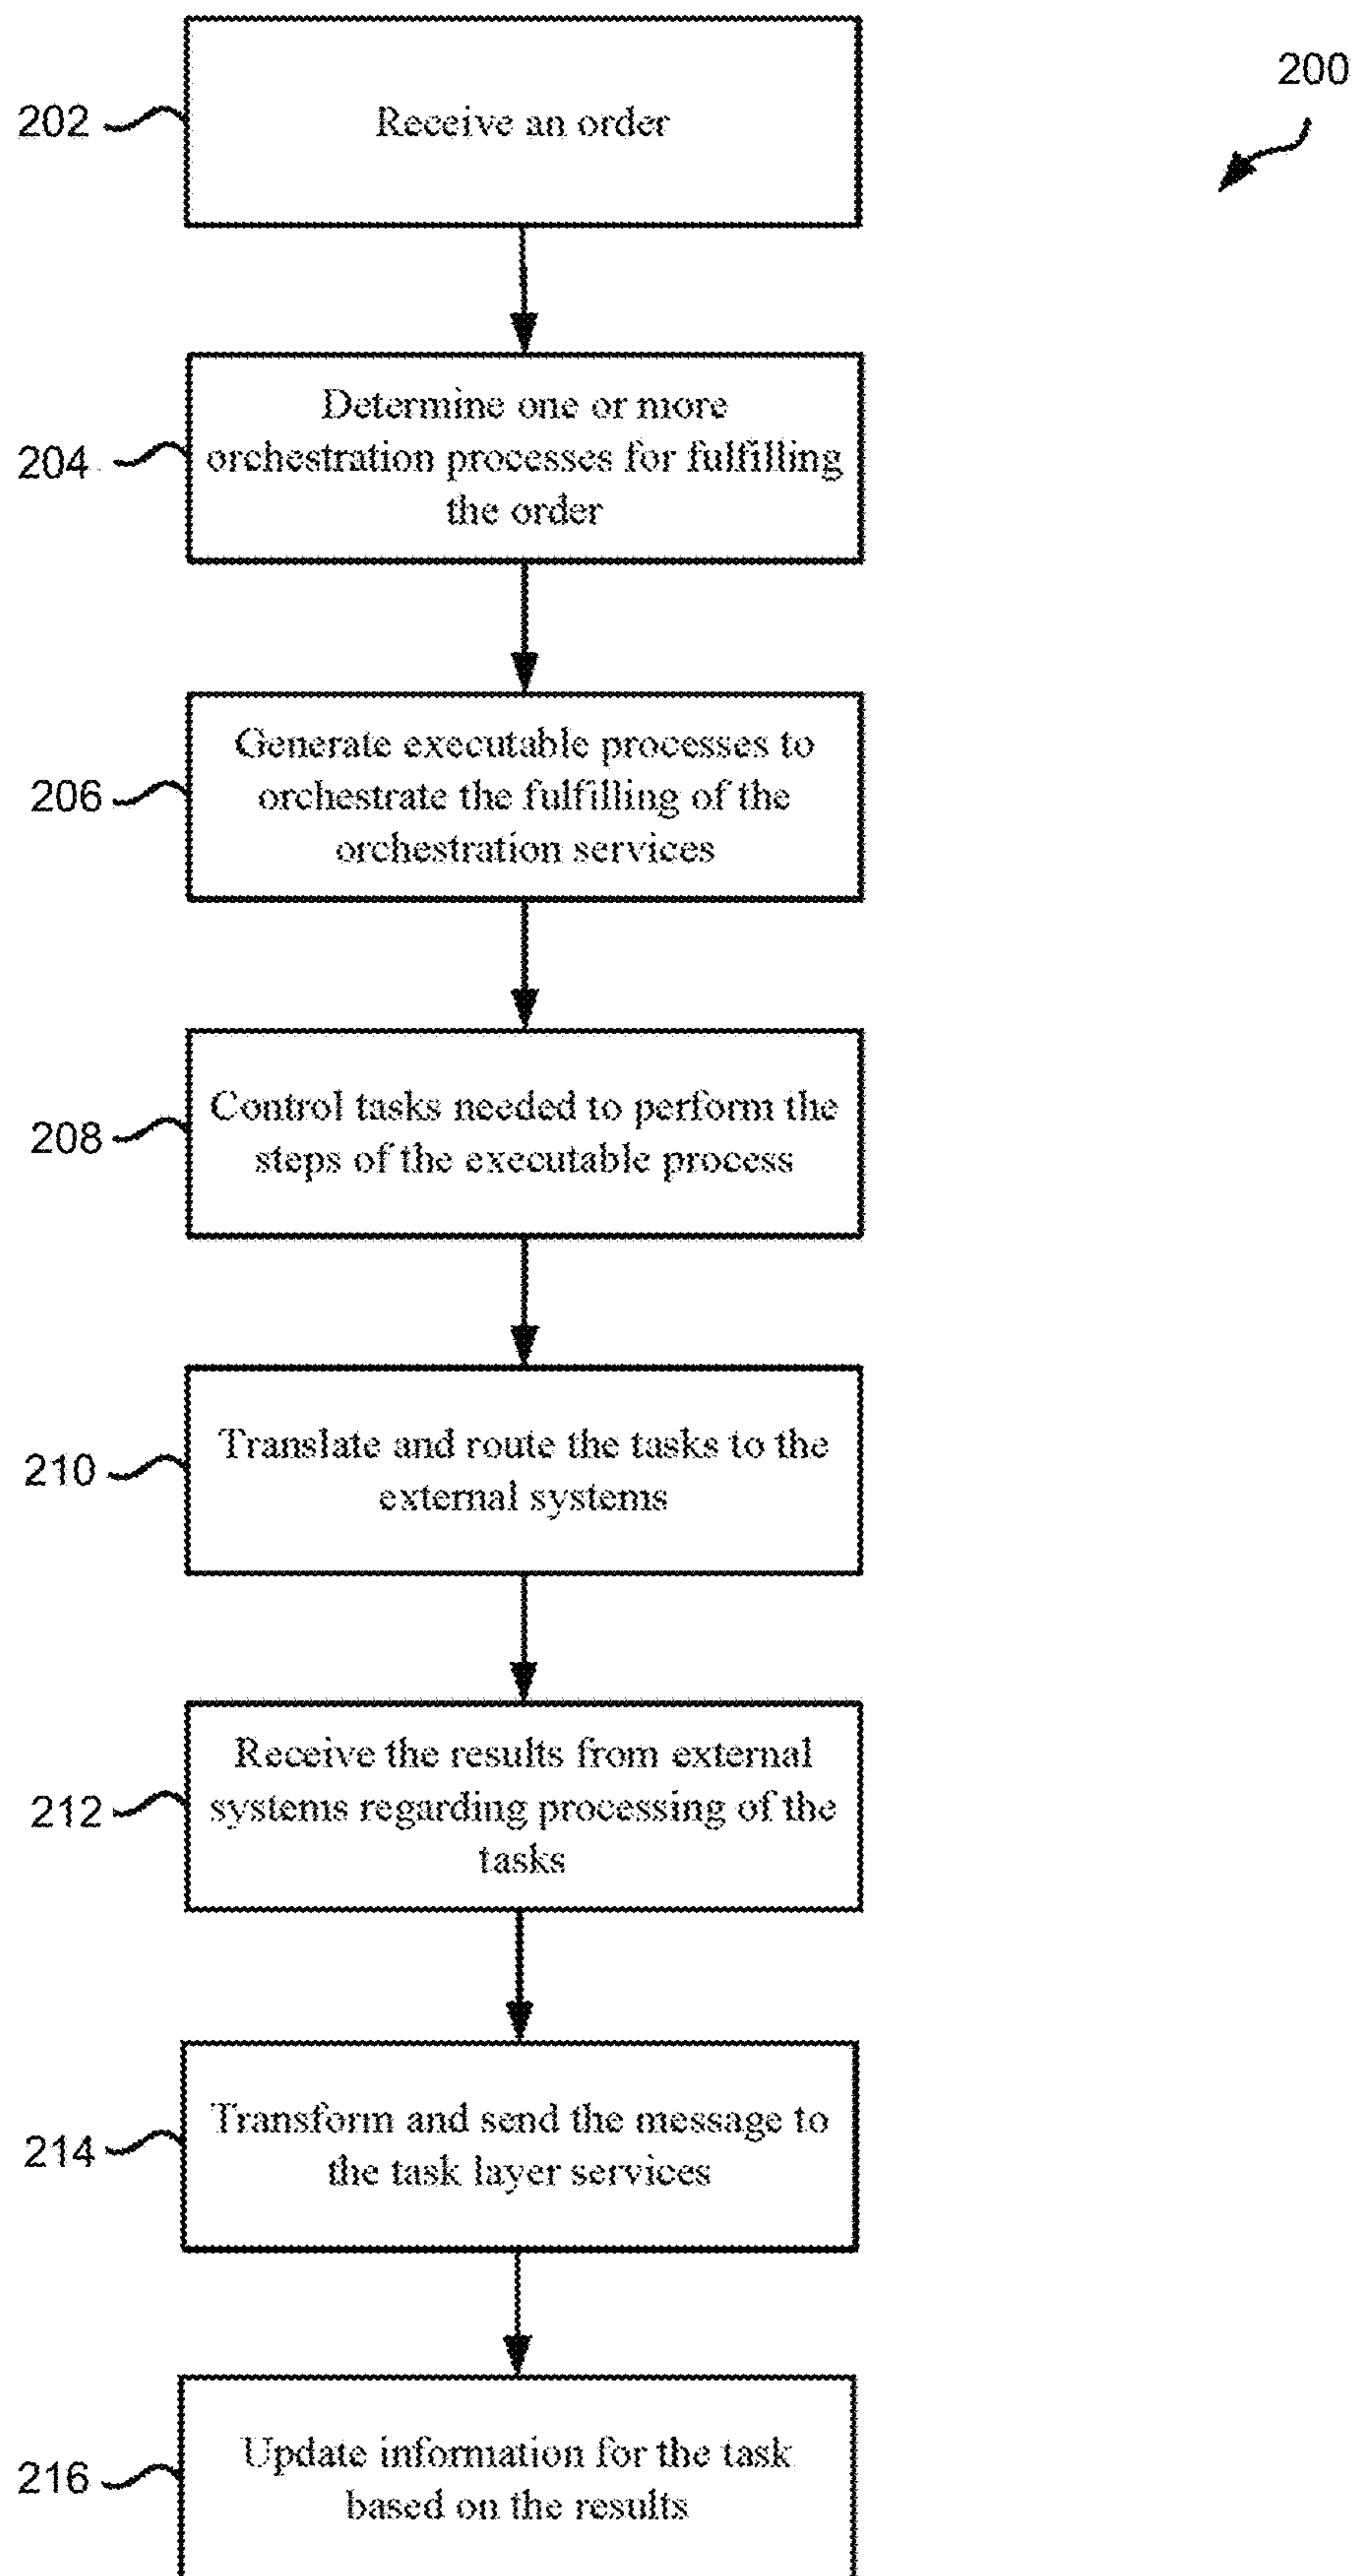 200
202
Receive an order
204
Determine one or more
orchestration processes for fulfilling
the order
206
Generate executable processes to
orchestrate the fulfilling of the
orchestration services
208
Control tasks needed to perform the
steps of the executable process
210
Translate and route the tasks to the
external systems
212
Receive the results from external
systems regarding processing of the
tasks
214
Transform and send the message to
the task layer services
216
Update information for the task
based on the results